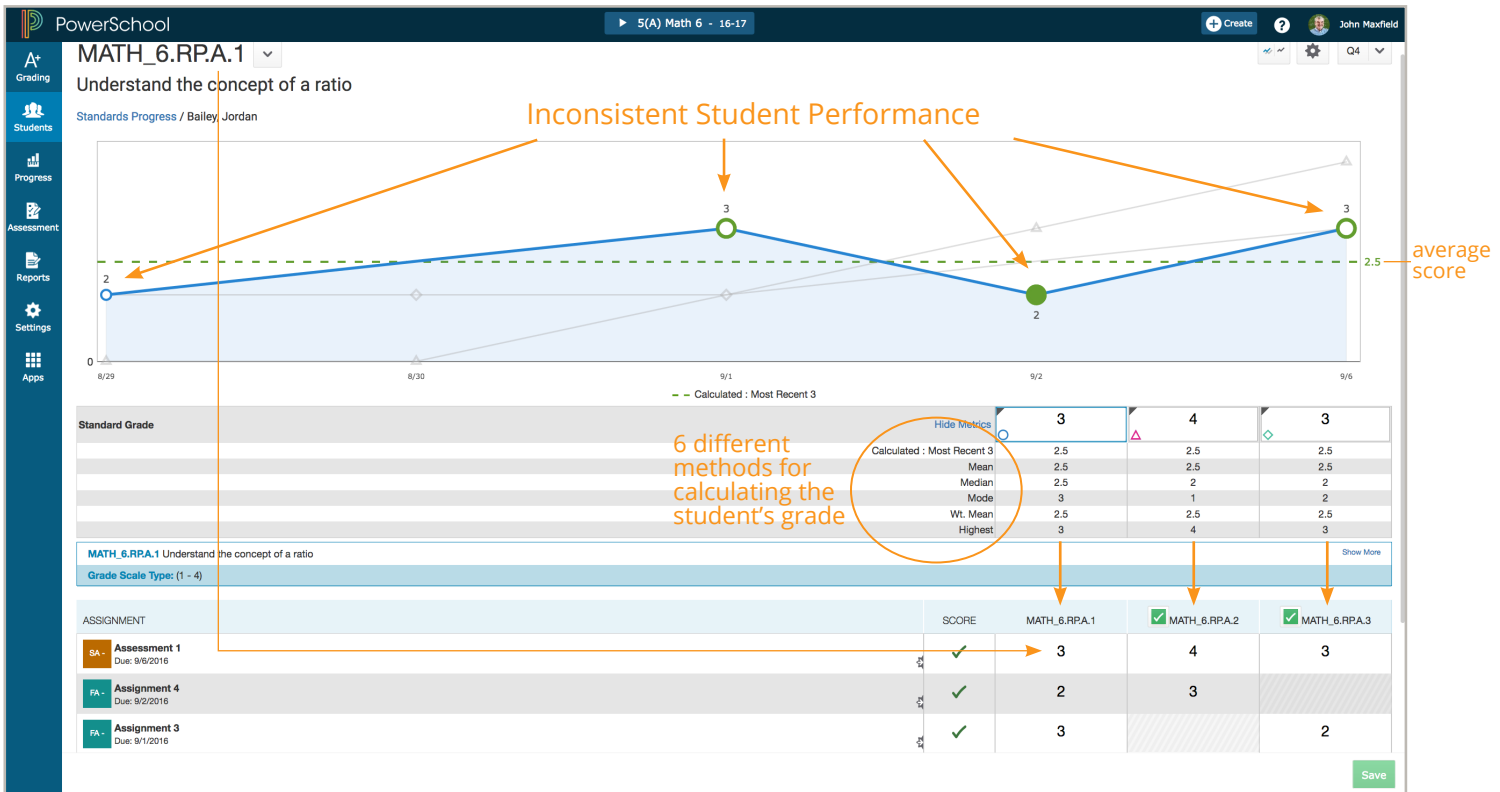 PowerSchool
5(A) Math 6 - 16-17
Create
?
John Maxfield
A+
Grading
Students
Progress
Assessment
Reports
Settings
Apps
MATH_6.RP.A.1
Q4
Understand the concept of a ratio
Standards Progress / Bailey, Jordan
Inconsistent Student Performance
3
3
2
2
2.5
average
score
0
8/29 8/30 9/1 9/2 9/6
Calculated : Most Recent 3
Standard Grade Hide Metrics 3 4 3
6 different
methods for
calculating the
student's grade
Calculated : Most Recent 3 2.5 2.5 2.5
Mean 2.5 2.5 2.5
Median 2.5 2 2
Mode 3 1 2
Wt. Mean 2.5 2.5 2.5
Highest 3 4 3
MATH_6.RP.A.1 Understand the concept of a ratio Show More
Grade Scale Type: (1 - 4)
ASSIGNMENT SCORE MATH_6.RP.A.1 MATH_6.RP.A.2 MATH_6.RP.A.3
SA - Assessment 1 3 4 3
Due: 9/6/2016
FA - Assignment 4 2 3
Due: 9/2/2016
FA - Assignment 3 3 2
Due: 9/1/2016
Save